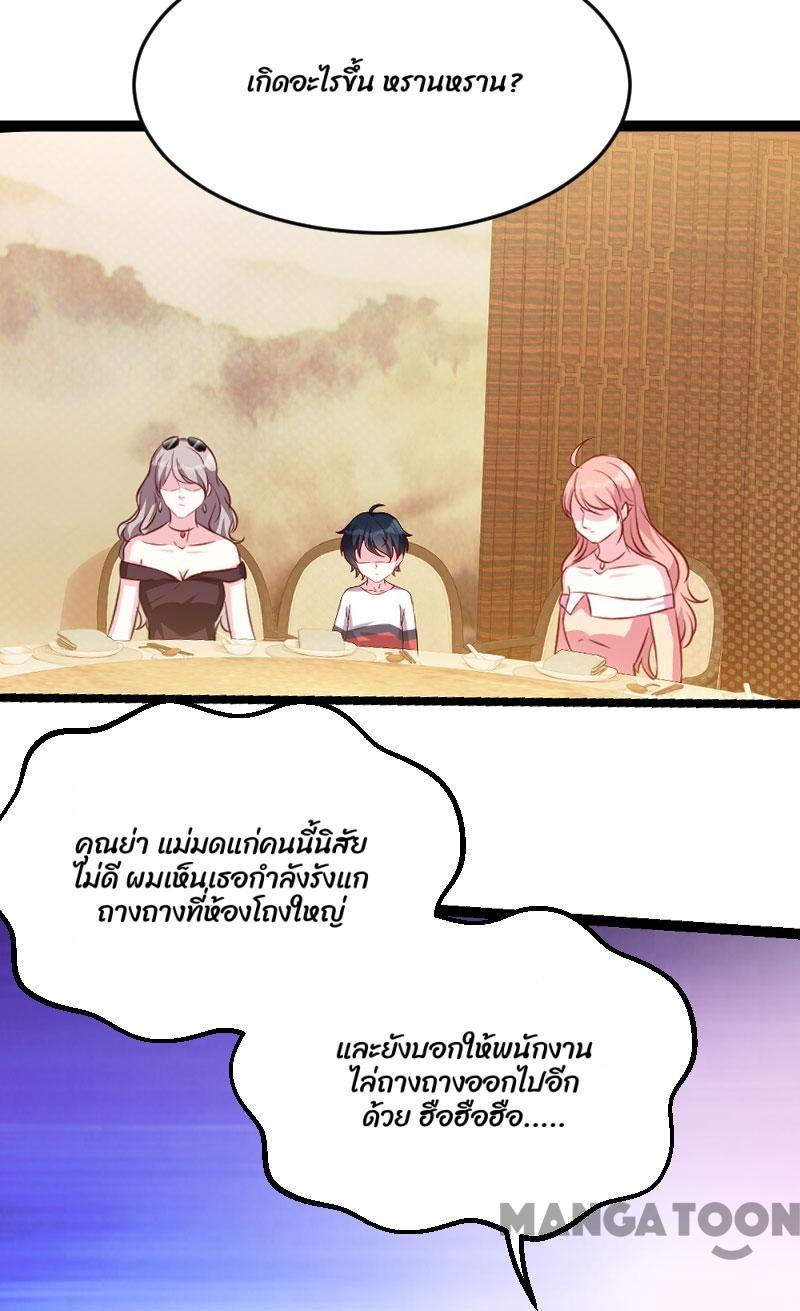 เกิดอะไรขึ้น หรานหราน?
คุณย่า แม่มดแก่คนนี้นิสัย
ไม่ดี ผมเห็นเธอกำลังรังแก
ถางถางที่ห้องโถงใหญ่
และยังบอกให้พนักงาน
ไล่ถางถางออกไปอีก
ด้วย ฮือฮือฮือ.....
MANGATOON